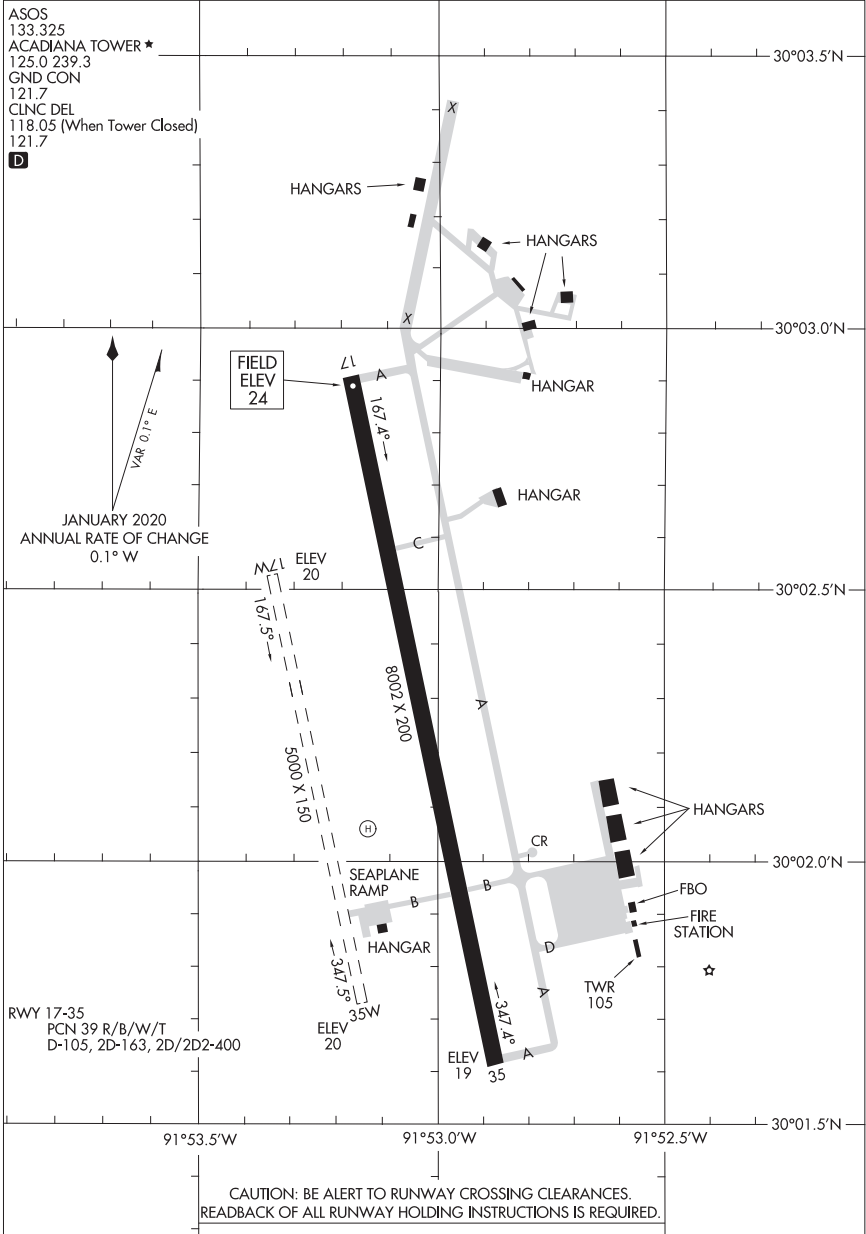 ASOS
133.325
ACADIANA TOWER ★
125.0 239.3
GND CON
121.7
CLNC DEL
118.05 (When Tower Closed)
121.7
D
30°03.5'N
X
HANGARS
HANGARS
X
30°03.0'N
FIELD
ELEV
24
17
A
167.4°
HANGAR
VAR 0.1° E
JANUARY 2020
ANNUAL RATE OF CHANGE
0.1° W
HANGAR
C
17W
ELEV
20
30°02.5'N
167.5°
8002 X 200
A
5000 X 150
HANGARS
H
CR
30°02.0'N
SEAPLANE
RAMP
B
B
FBO
FIRE
STATION
HANGAR
D
TWR
105
347.5°
A
347.4°
35W
ELEV
20
RWY 17-35
PCN 39 R/B/W/T
D-105, 2D-163, 2D/2D2-400
ELEV
19
35
A
30°01.5'N
91°53.5'W
91°53.0'W
91°52.5'W
CAUTION: BE ALERT TO RUNWAY CROSSING CLEARANCES.
READBACK OF ALL RUNWAY HOLDING INSTRUCTIONS IS REQUIRED.